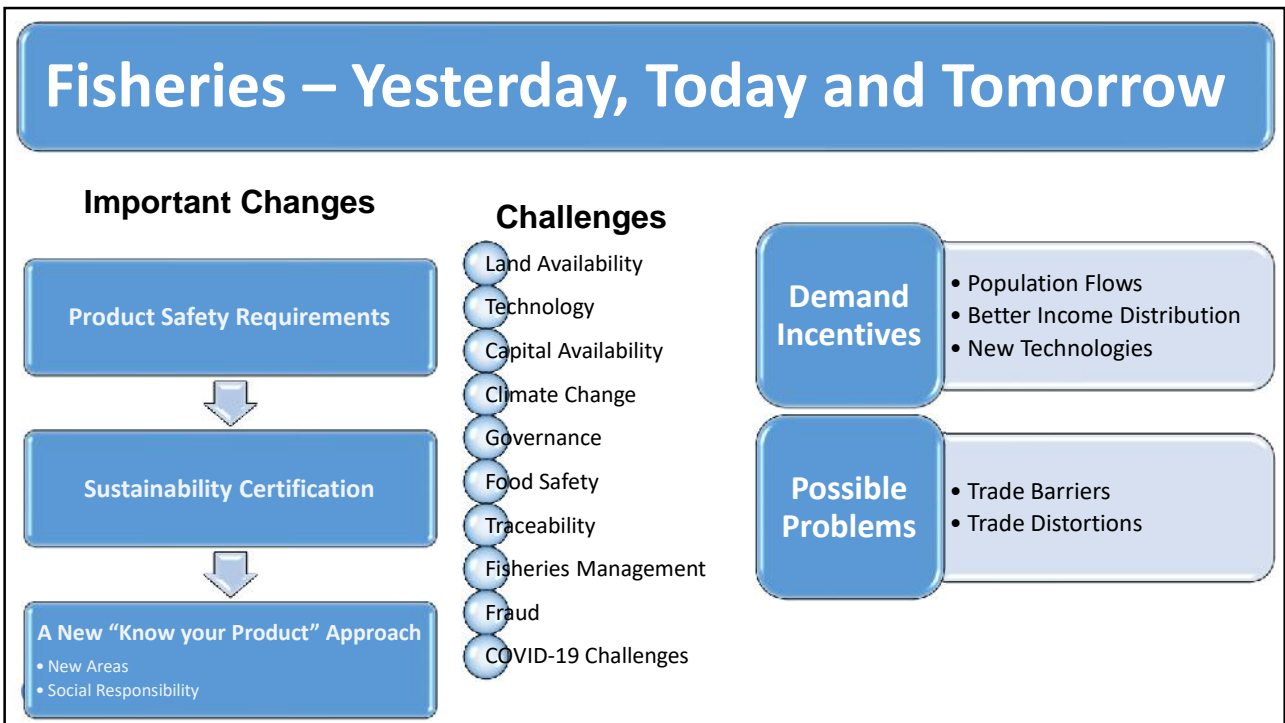 Fisheries – Yesterday, Today and Tomorrow
Important Changes
Product Safety Requirements
Sustainability Certification
A New “Know your Product” Approach
• New Areas
• Social Responsibility
Challenges
Land Availability
Technology
Capital Availability
Climate Change
Governance
Food Safety
Traceability
Fisheries Management
Fraud
COVID-19 Challenges
Demand
Incentives
• Population Flows
• Better Income Distribution
• New Technologies
Possible
Problems
• Trade Barriers
• Trade Distortions